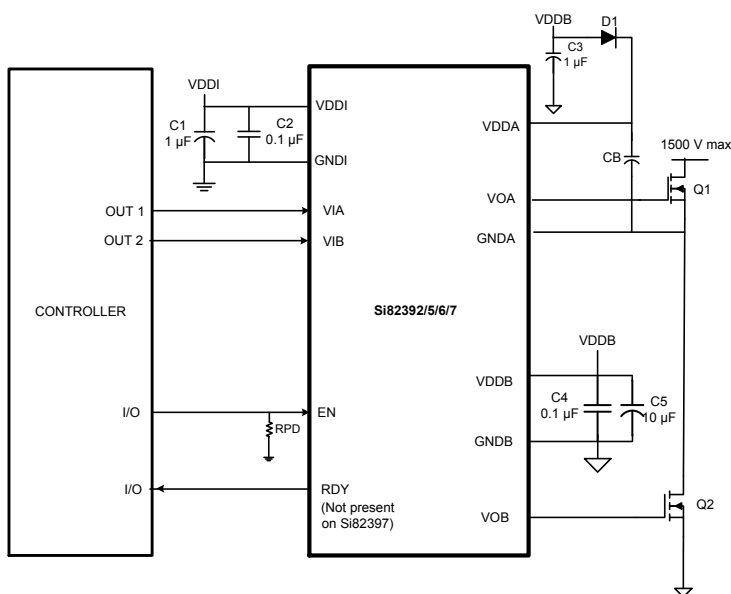 VDDB
D1
C3
1 µF
VDDI
C1
1 µF
C2
0.1 µF
VDDI
GNDI
VDDA
CB
1500 V max
Q1
VOA
GNDA
OUT 1
VIA
OUT 2
VIB
CONTROLLER
Si82392/5/6/7
VDDB
VDDB
C4
0.1 µF
C5
10 µF
GNDB
I/O
EN
RPD
I/O
RDY
(Not present
on Si82397)
VOB
Q2